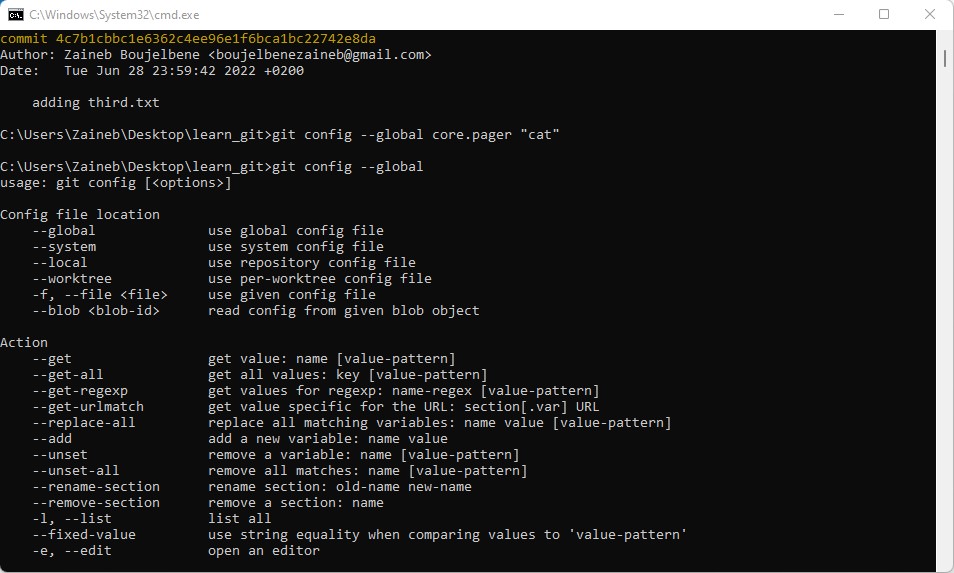 C:\Windows\System32\cmd.exe
commit 4c7b1cbbc1e6362c4ee96e1f6bca1bc22742e8da
Author: Zaineb Boujelbene <boujelbenezaineb@gmail.com>
Date:   Tue Jun 28 23:59:42 2022 +0200
    adding third.txt
C:\Users\Zaineb\Desktop\learn_git>git config --global core.pager "cat"
C:\Users\Zaineb\Desktop\learn_git>git config --global
usage: git config [<options>]
Config file location
    --global              use global config file
    --system              use system config file
    --local               use repository config file
    --worktree            use per-worktree config file
    -f, --file <file>     use given config file
    --blob <blob-id>      read config from given blob object
Action
    --get                 get value: name [value-pattern]
    --get-all             get all values: key [value-pattern]
    --get-regexp          get values for regexp: name-regex [value-pattern]
    --get-urlmatch        get value specific for the URL: section[.var] URL
    --replace-all         replace all matching variables: name value [value-pattern]
    --add                 add a new variable: name value
    --unset               remove a variable: name [value-pattern]
    --unset-all           remove all matches: name [value-pattern]
    --rename-section      rename section: old-name new-name
    --remove-section      remove a section: name
    -l, --list            list all
    --fixed-value         use string equality when comparing values to 'value-pattern'
    -e, --edit            open an editor